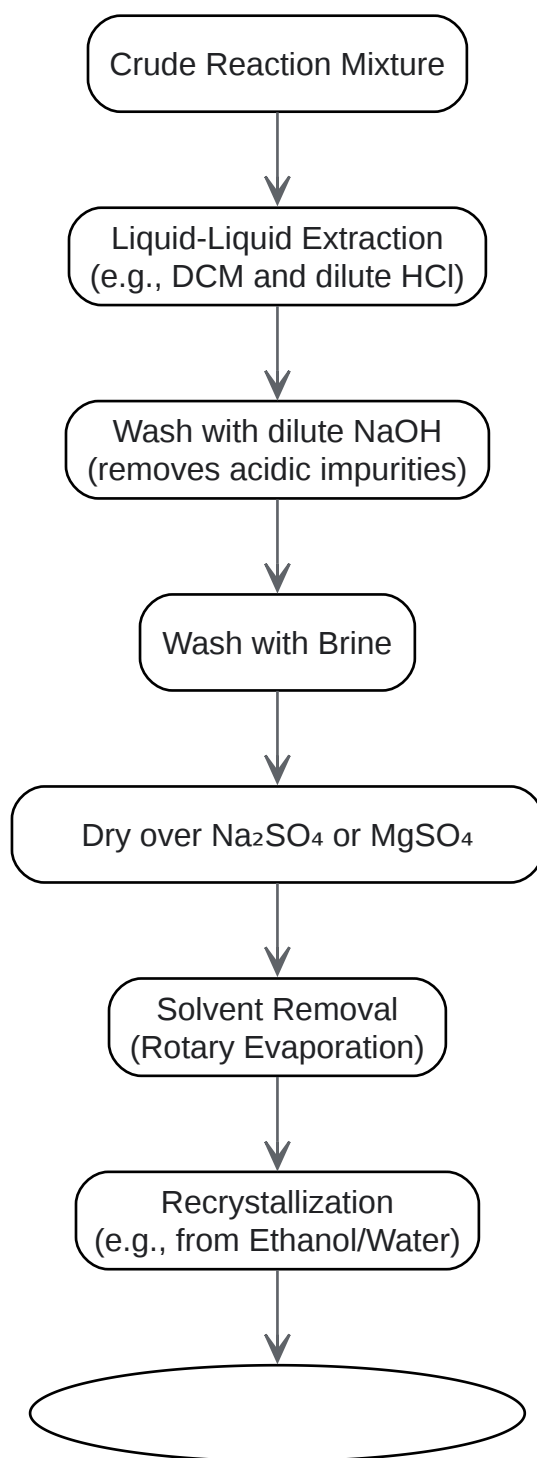 Crude Reaction Mixture
Liquid-Liquid Extraction
(e.g., DCM and dilute HCl)
Wash with dilute NaOH
(removes acidic impurities)
Wash with Brine
Dry over Na₂SO₄ or MgSO₄
Solvent Removal
(Rotary Evaporation)
Recrystallization
(e.g., from Ethanol/Water)